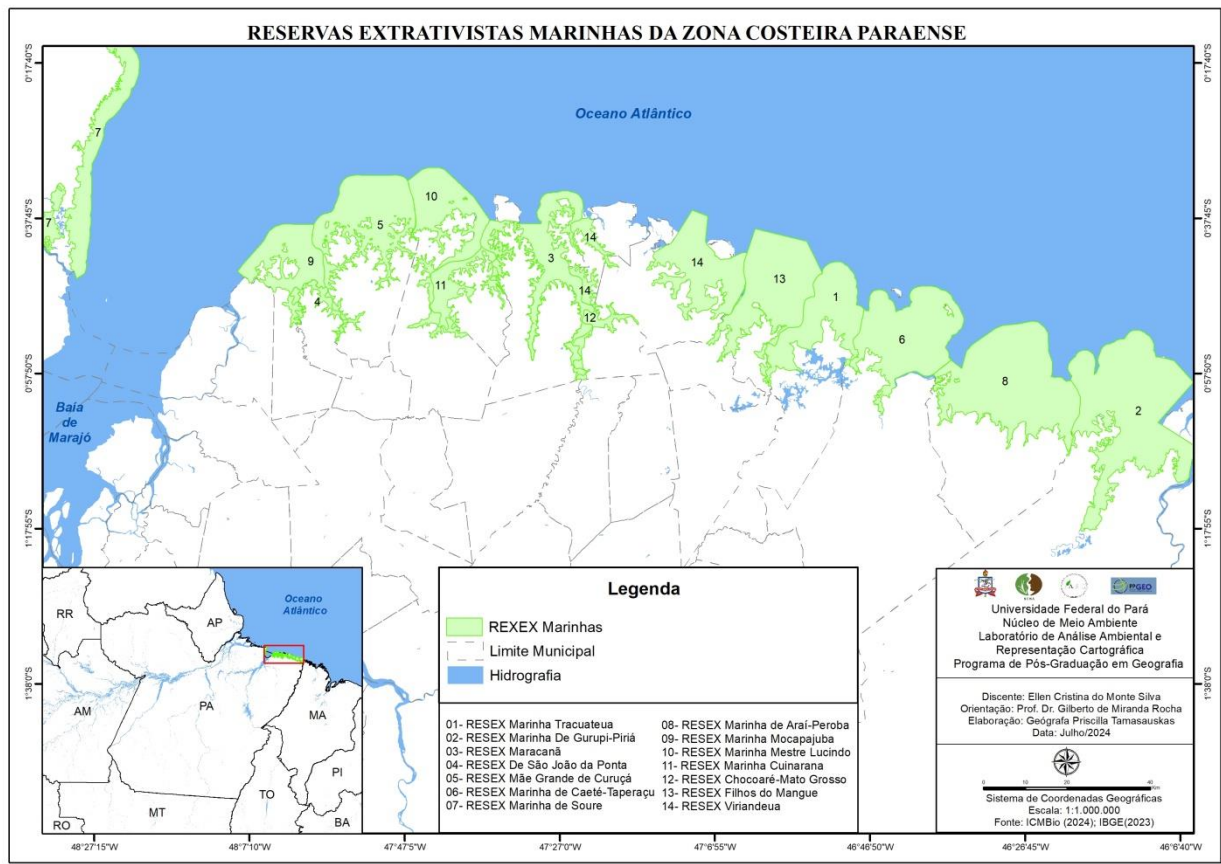 RESERVAS EXTRATIVISTAS MARINHAS DA ZONA COSTEIRA PARAENSE
0°17'40"S
0°17'40"S
Oceano Atlântico
7
10
7
0°37'45"S
5
14
0°37'45"S
9
3
14
13
11
14
1
4
12
6
0°57'50"S
8
0°57'50"S
Baia
de
Marajó
2
1°17'55"S
1°17'55"S
Oceano
Atlântico
RR
AP
AM
PA
MA
PI
TO
MT
RO
BA
Legenda
REXEX Marinhas
Limite Municipal
Hidrografia
01- RESEX Marinha Tracuateua
02- RESEX Marinha De Gurupi-Piriá
03- RESEX Maracanã
04- RESEX De São João da Ponta
05- RESEX Mãe Grande de Curuçá
06- RESEX Marinha de Caeté-Taperaçu
07- RESEX Marinha de Soure
08- RESEX Marinha de Araí-Peroba
09- RESEX Marinha Mocapajuba
10- RESEX Marinha Mestre Lucindo
11- RESEX Marinha Cuinarana
12- RESEX Chocoaré-Mato Grosso
13- RESEX Filhos do Mangue
14- RESEX Viriandeua
PPGEO
Universidade Federal do Pará
Núcleo de Meio Ambiente
Laboratório de Análise Ambiental e
Representação Cartográfica
Programa de Pós-Graduação em Geografia
Discente: Ellen Cristina do Monte Silva
Orientação: Prof. Dr. Gilberto de Miranda Rocha
Elaboração: Geógrafa Priscilla Tamasauskas
Data: Julho/2024
0 10 20 40
Km
Sistema de Coordenadas Geográficas
Escala: 1:1.000.000
Fonte: ICMBio (2024); IBGE(2023)
1°38'0"S
1°38'0"S
48°27'15"W
48°7'10"W
47°47'5"W
47°27'0"W
47°6'55"W
46°46'50"W
46°26'45"W
46°6'40"W